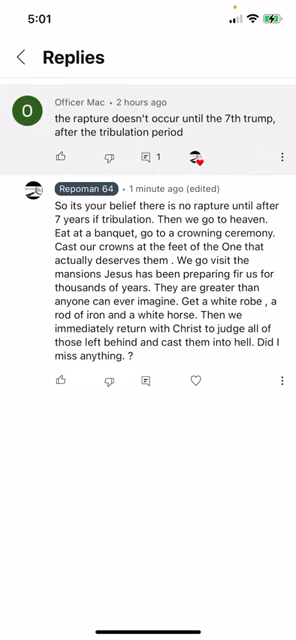 5:01
Replies
O
Officer Mac • 2 hours ago
the rapture doesn't occur until the 7th trump,
after the tribulation period
1
Repoman 64 • 1 minute ago (edited)
So its your belief there is no rapture until after
7 years if tribulation. Then we go to heaven.
Eat at a banquet, go to a crowning ceremony.
Cast our crowns at the feet of the One that
actually deserves them . We go visit the
mansions Jesus has been preparing fir us for
thousands of years. They are greater than
anyone can ever imagine. Get a white robe , a
rod of iron and a white horse. Then we
immediately return with Christ to judge all of
those left behind and cast them into hell. Did I
miss anything. ?